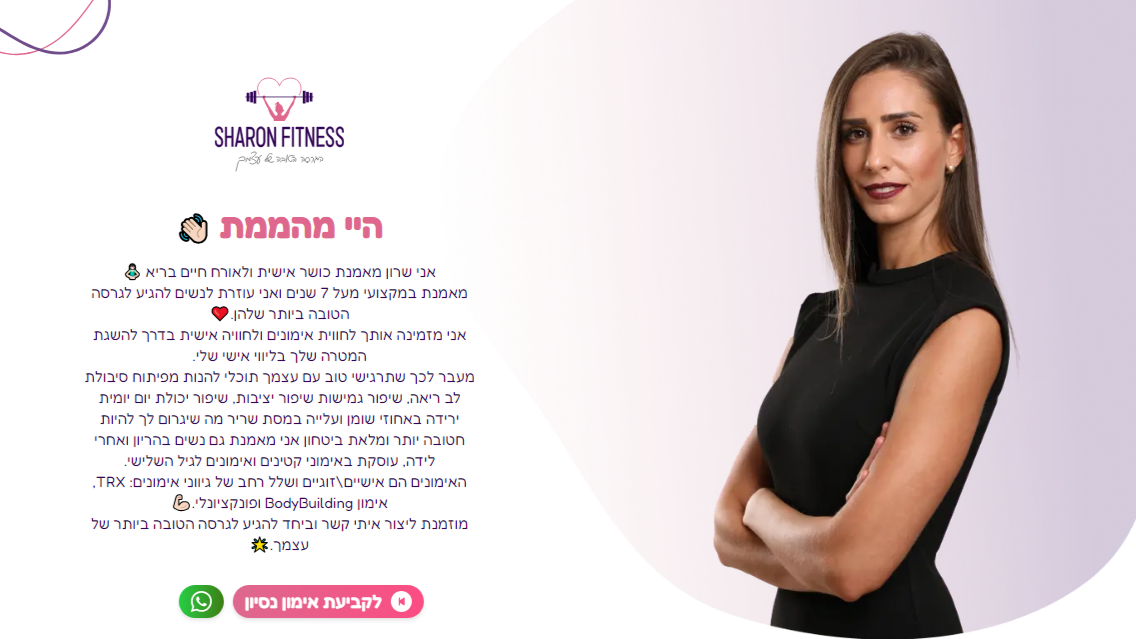 SHARON FITNESS
בגרסה הטובה של עצמך
היי מהממת 👋🏻
אני שרון מאמנת כושר אישית ולאורח חיים בריא
מאמנת במקצועי מעל 7 שנים ואני עוזרת לנשים להגיע לגרסה
הטובה ביותר שלהן.❤️
אני מזמינה אותך לחווית אימונים ולחוויה אישית בדרך להשגת
המטרה שלך בליווי אישי שלי.
מעבר לכך שתרגישי טוב עם עצמך תוכלי להנות מפיתוח סיבולת
לב ריאה, שיפור גמישות שיפור יציבות, שיפור יכולת יום יומית
ירידה באחוזי שומן ועלייה במסת שריר מה שיגרום לך להיות
חטובה יותר ומלאת ביטחון אני מאמנת גם נשים בהריון ואחרי
לידה, עוסקת באימוני קטינים ואימונים לגיל השלישי.
האימונים הם אישיים\זוגיים ושלל רחב של גיווני אימונים: TRX,
אימון BodyBuilding ופונקציונלי.💪🏻
מוזמנת ליצור איתי קשר וביחד להגיע לגרסה הטובה ביותר של
עצמך.🌟
לקביעת אימון נסיון